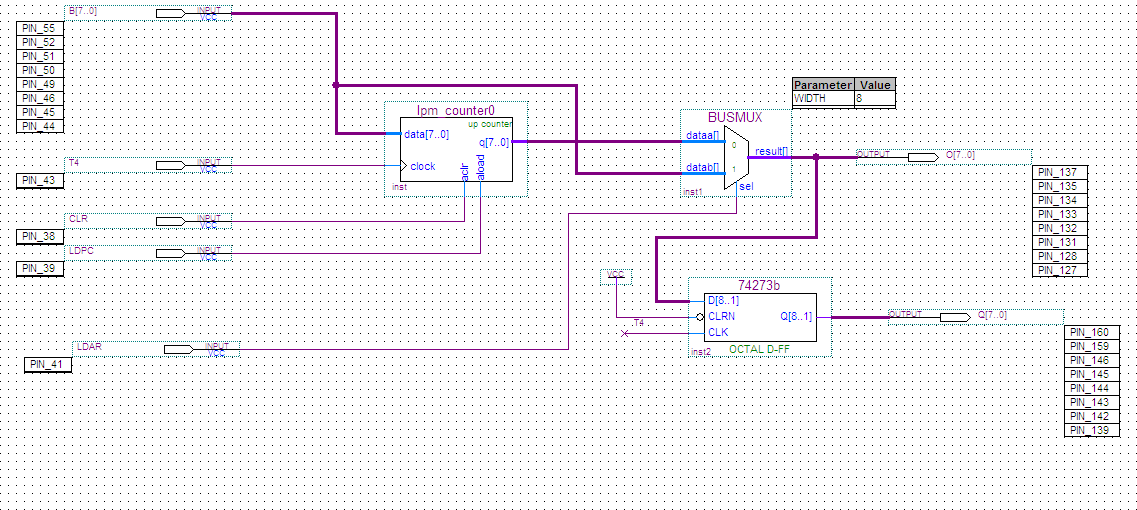 B[7..0]
INPUT
VCC
PIN_55
PIN_52
PIN_51
PIN_50
PIN_49
PIN_46
PIN_45
PIN_44
T4
INPUT
VCC
PIN_43
CLR
INPUT
VCC
PIN_38
LDPC
INPUT
VCC
PIN_39
LDAR
INPUT
VCC
PIN_41
lpm_counter0
up counter
data[7..0]
q[7..0]
clock
aclr
aload
inst
Parameter Value
WIDTH 8
BUSMUX
dataa[]
0
result[]
datab[]
1
sel
inst1
OUTPUT
O[7..0]
PIN_137
PIN_135
PIN_134
PIN_133
PIN_132
PIN_131
PIN_128
PIN_127
VCC
T4
74273b
D[8..1]
CLRN
Q[8..1]
CLK
inst2
OCTAL D-FF
OUTPUT
Q[7..0]
PIN_160
PIN_159
PIN_146
PIN_145
PIN_144
PIN_143
PIN_142
PIN_139